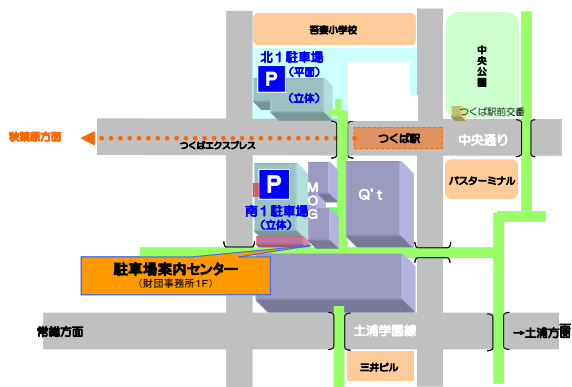 吾妻小学校
北1駐車場
(平面)
P
(立体)
中央公園
つくば駅前交番
秋葉原方面
つくばエクスプレス
つくば駅
中央通り
バスターミナル
P
南1駐車場
(立体)
MOG
Q't
駐車場案内センター
(財団事務所1F)
常総方面
土浦学園線
→土浦方面
三井ビル